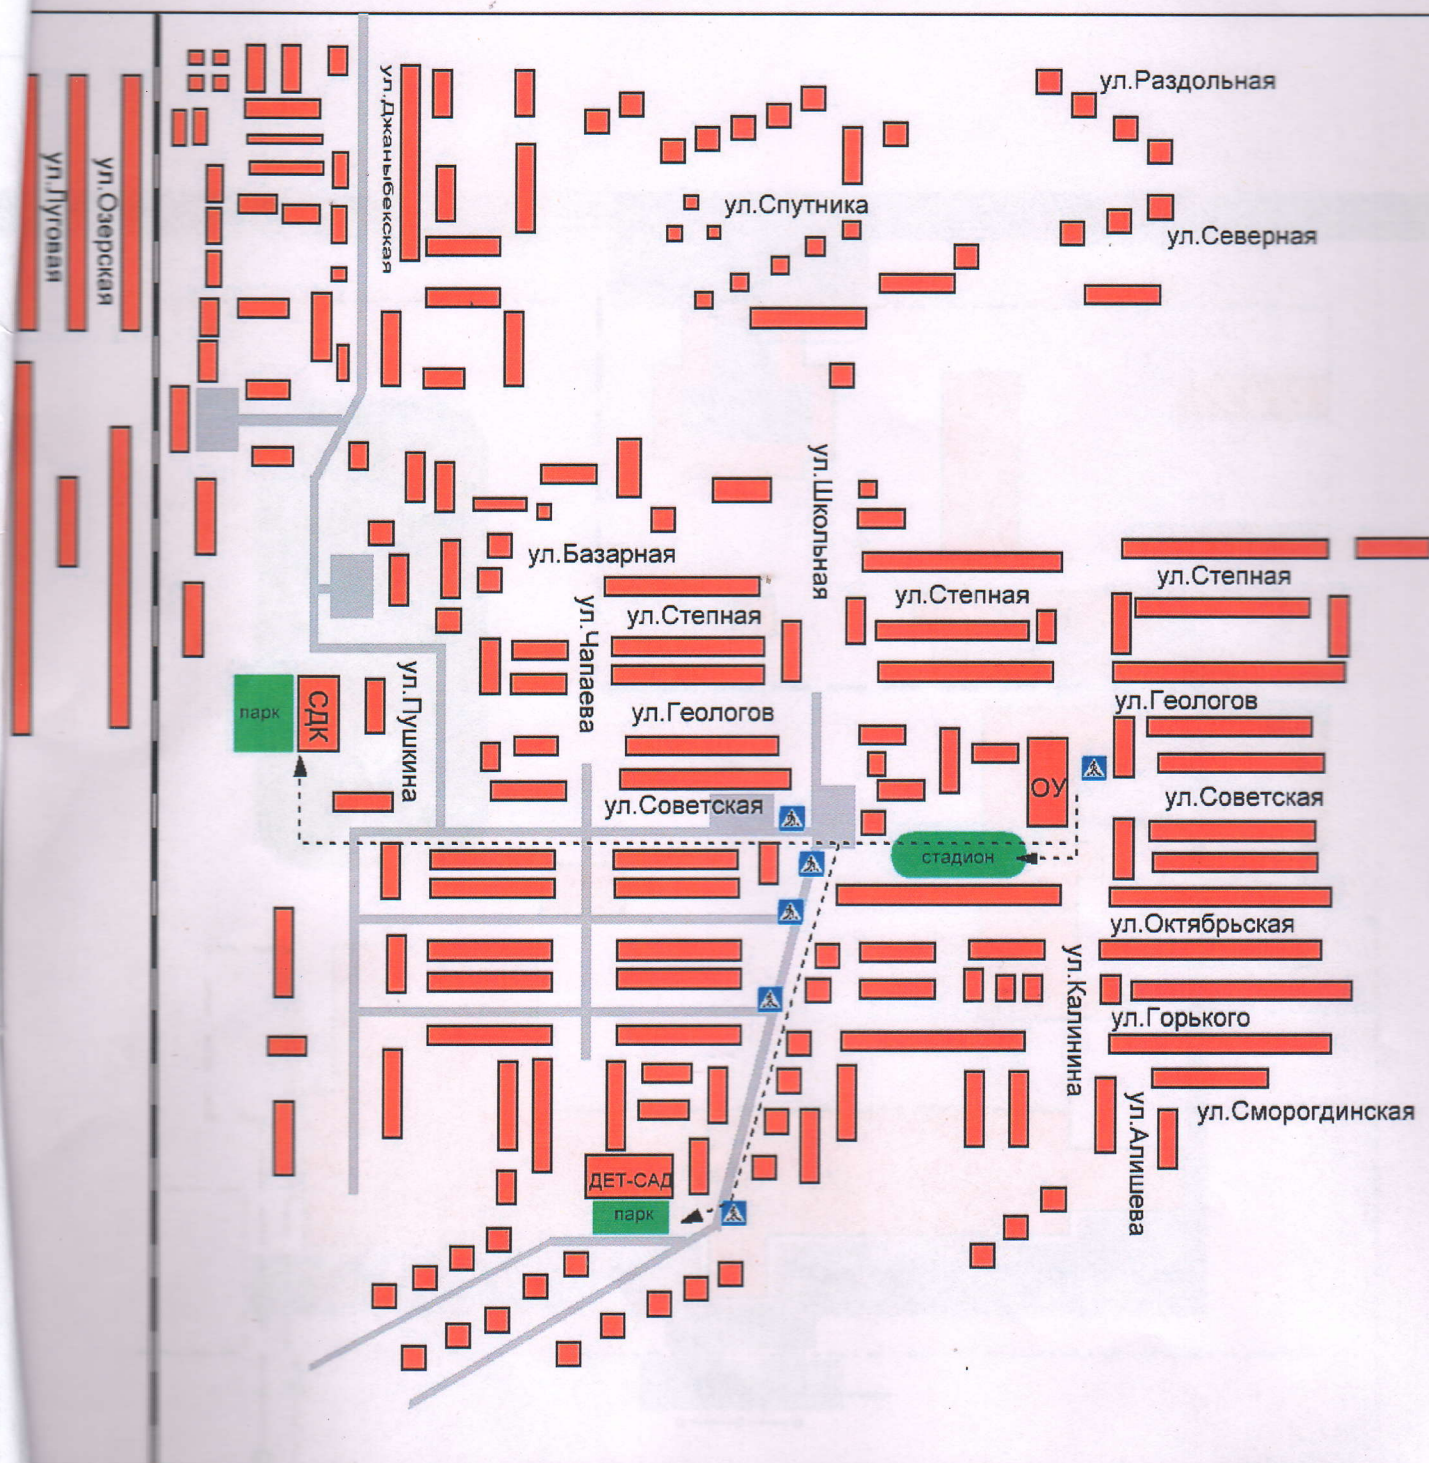 ул.Раздольная
ул.Джаныбекская
ул.Озерская
ул.Луговая
ул.Спутника
ул.Северная
ул.Школьная
ул.Базарная
ул.Степная
ул.Степная
ул.Степная
ул.Чапаева
ул.Пушкина
парк
СДК
ул.Геологов
ул.Геологов
ОУ
ул.Советская
ул.Советская
стадион
ул.Октябрьская
ул.Калинина
ул.Горького
ул.Сморогдинская
ул.Алишева
ДЕТ-САД
парк